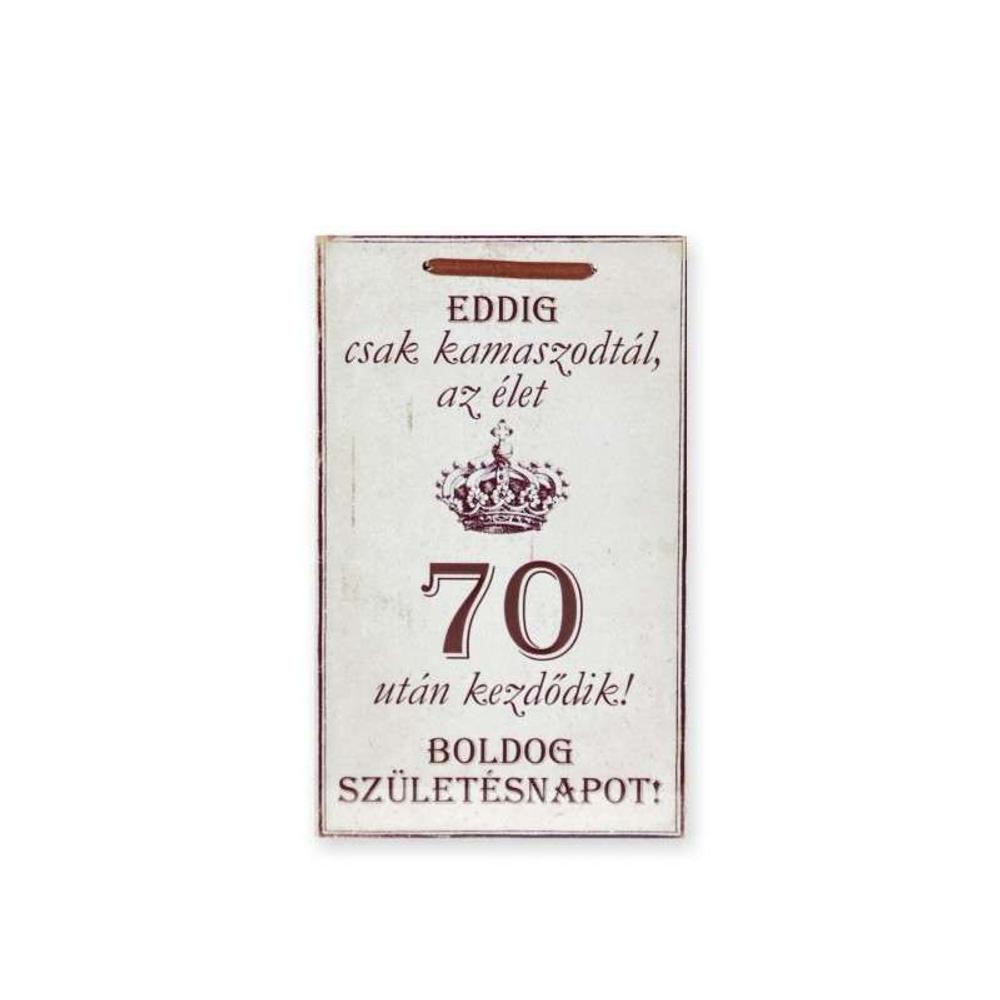 EDDIG
csak kamaszodtál,
az élet
70
után kezdődik!
BOLDOG
SZÜLETÉSNAPOT!